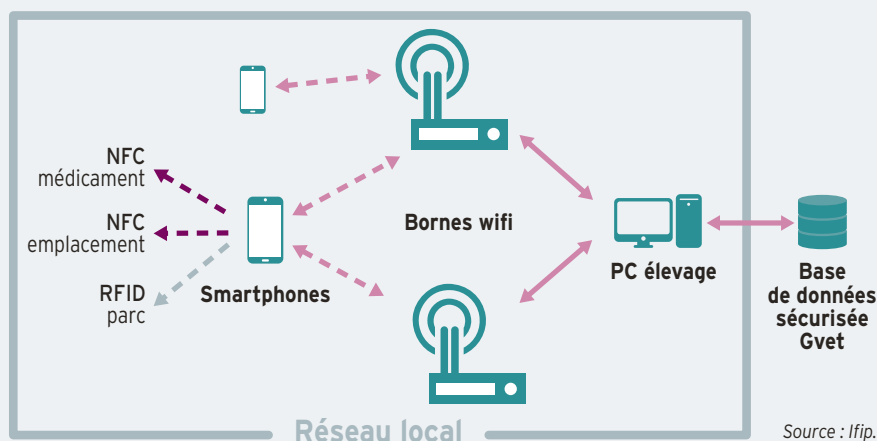 NFC
médicament
NFC
emplacement
RFID
parc
Smartphones
Bornes wifi
PC élevage
Base
de données
sécurisée
Gvet
Réseau local
Source : Ifip.